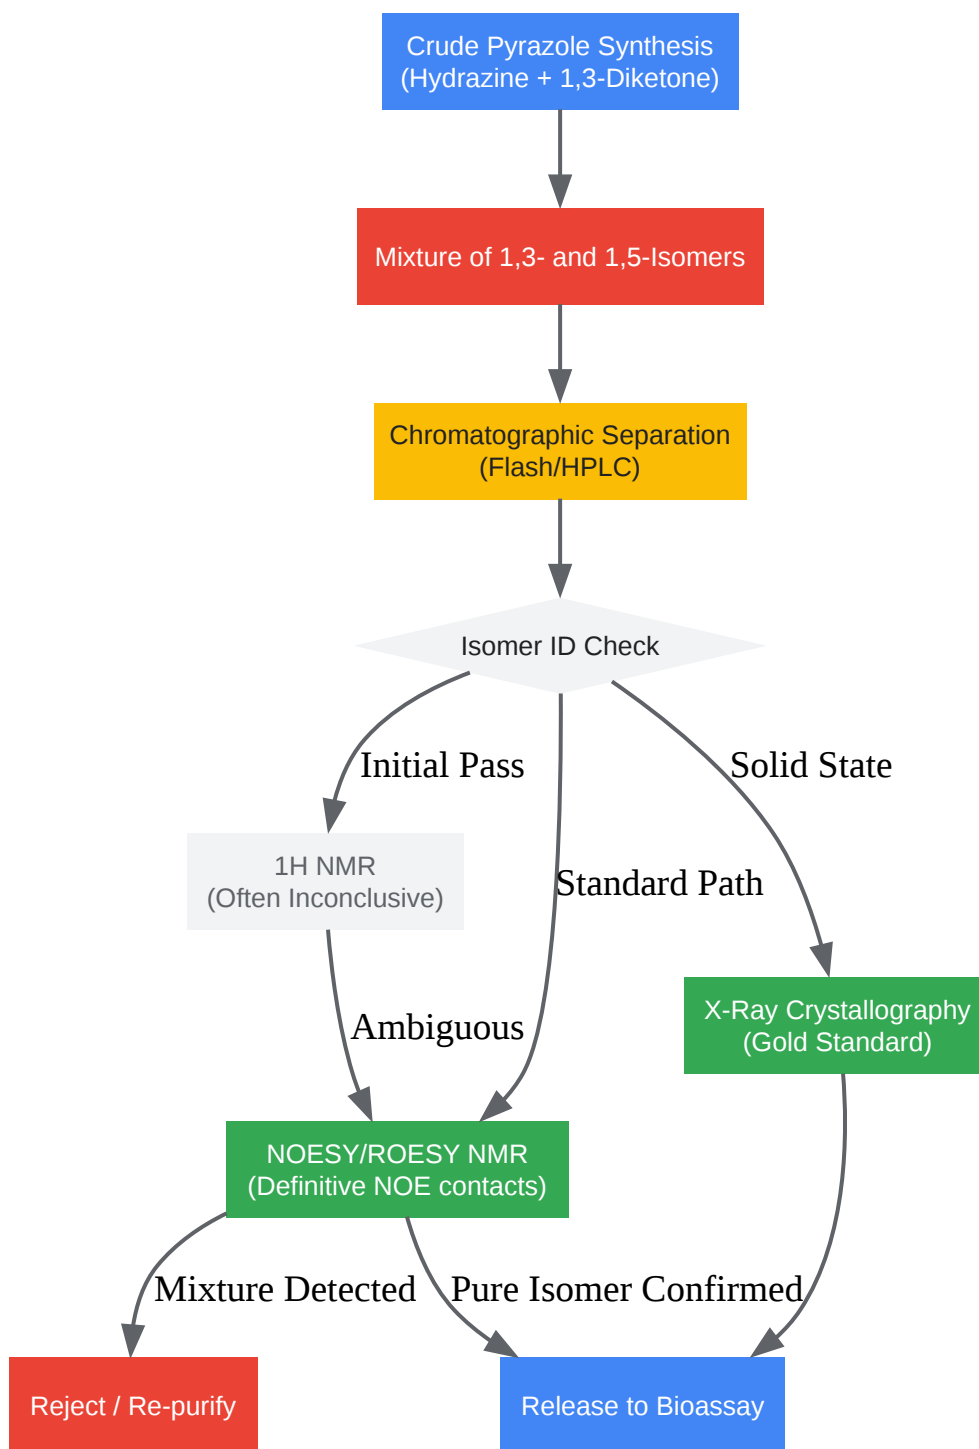 Crude Pyrazole Synthesis
(Hydrazine + 1,3-Diketone)
Mixture of 1,3- and 1,5-Isomers
Chromatographic Separation
(Flash/HPLC)
Isomer ID Check
Initial Pass
Solid State
1H NMR
(Often Inconclusive)
Standard Path
X-Ray Crystallography
(Gold Standard)
Ambiguous
NOESY/ROESY NMR
(Definitive NOE contacts)
Mixture Detected
Pure Isomer Confirmed
Reject / Re-purify
Release to Bioassay